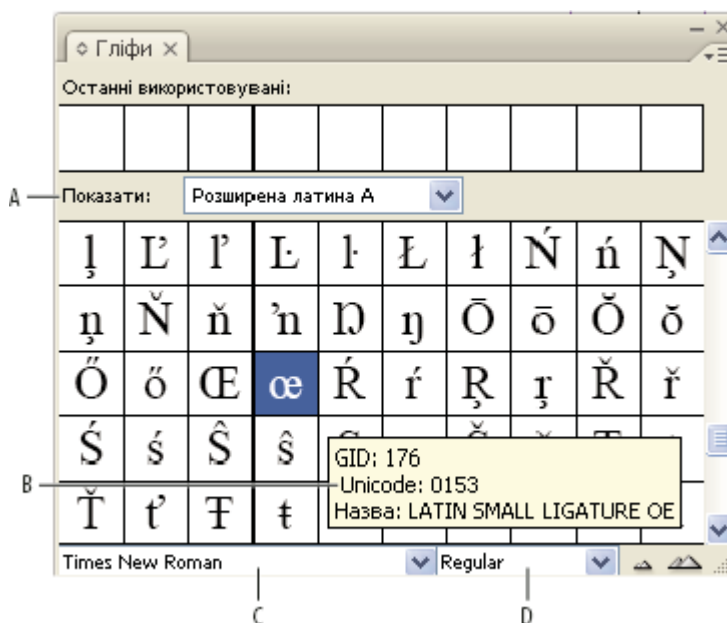 Гліфи
Останні використовувані:
A Показати: Розширена латина A
ļ Ľ ľ Ŀ ŀ Ł ł Ń ń Ņ
ņ Ň ň ŉ Ŋ ŋ Ō ō Ŏ ŏ
Ő ő Œ œ Ŕ ŕ Ŗ ŗ Ř ř
Ś ś Ŝ ŝ
GID: 176
B Unicode: 0153
Назва: LATIN SMALL LIGATURE OE
Ť ť Ŧ ŧ
Times New Roman Regular
C D